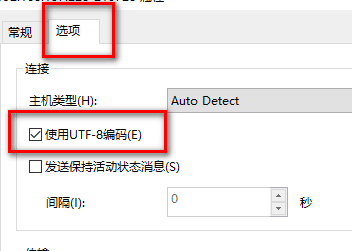 常规 选项
连接
主机类型(H): Auto Detect
使用UTF-8编码(E)
发送保持活动状态消息(S)
间隔(I): 0 秒